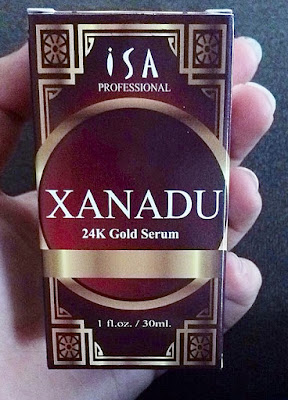 iSA
PROFESSIONAL
XANADU
24K Gold Serum
1 fl.oz. / 30ml.